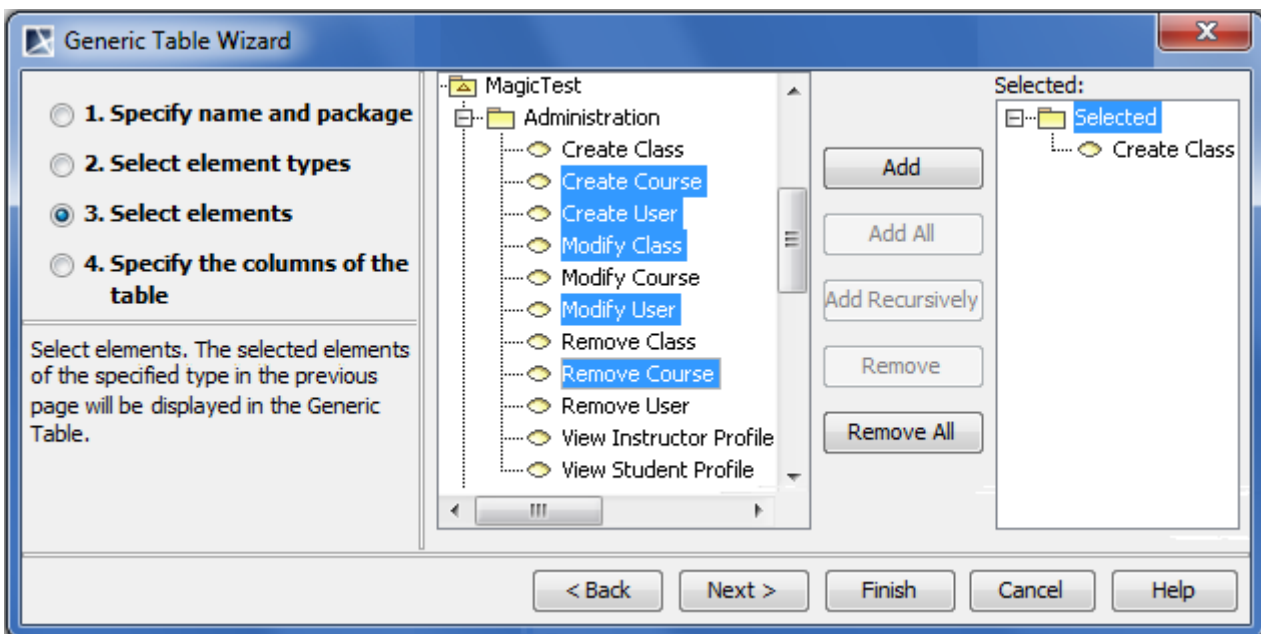 Generic Table Wizard
1. Specify name and package
2. Select element types
3. Select elements
4. Specify the columns of the
table
Select elements. The selected elements
of the specified type in the previous
page will be displayed in the Generic
Table.
MagicTest
Administration
Create Class
Create Course
Create User
Modify Class
Modify Course
Modify User
Remove Class
Remove Course
Remove User
View Instructor Profile
View Student Profile
Add
Add All
Add Recursively
Remove
Remove All
Selected:
Selected
Create Class
< Back
Next >
Finish
Cancel
Help